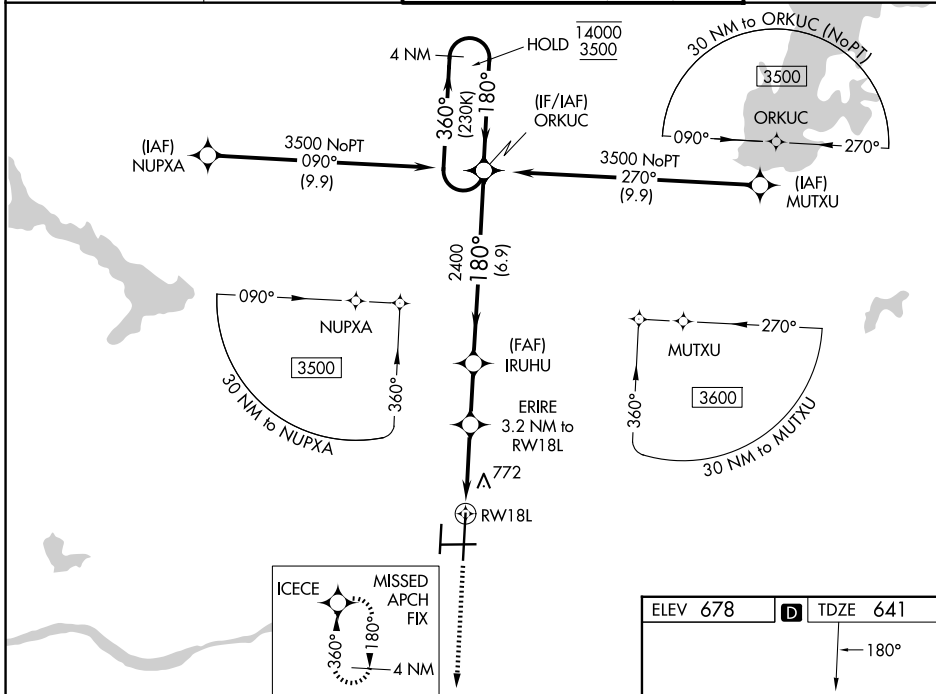 14000
3500
HOLD
4 NM
360°
(230K)
180°
(IF/IAF)
ORKUC
30 NM to ORKUC (NoPT)
3500
ORKUC
090°
270°
(IAF)
NUPXA
3500 NoPT
090°
(9.9)
3500 NoPT
270°
(9.9)
(IAF)
MUTXU
2400
180°
(6.9)
090°
NUPXA
3500
360°
30 NM to NUPXA
(FAF)
IRUHU
270°
MUTXU
3600
360°
30 NM to MUTXU
ERIRE
3.2 NM to
RW18L
772
RW18L
ICECE
MISSED
APCH
FIX
360°
180°
4 NM
ELEV 678
D
TDZE 641
180°